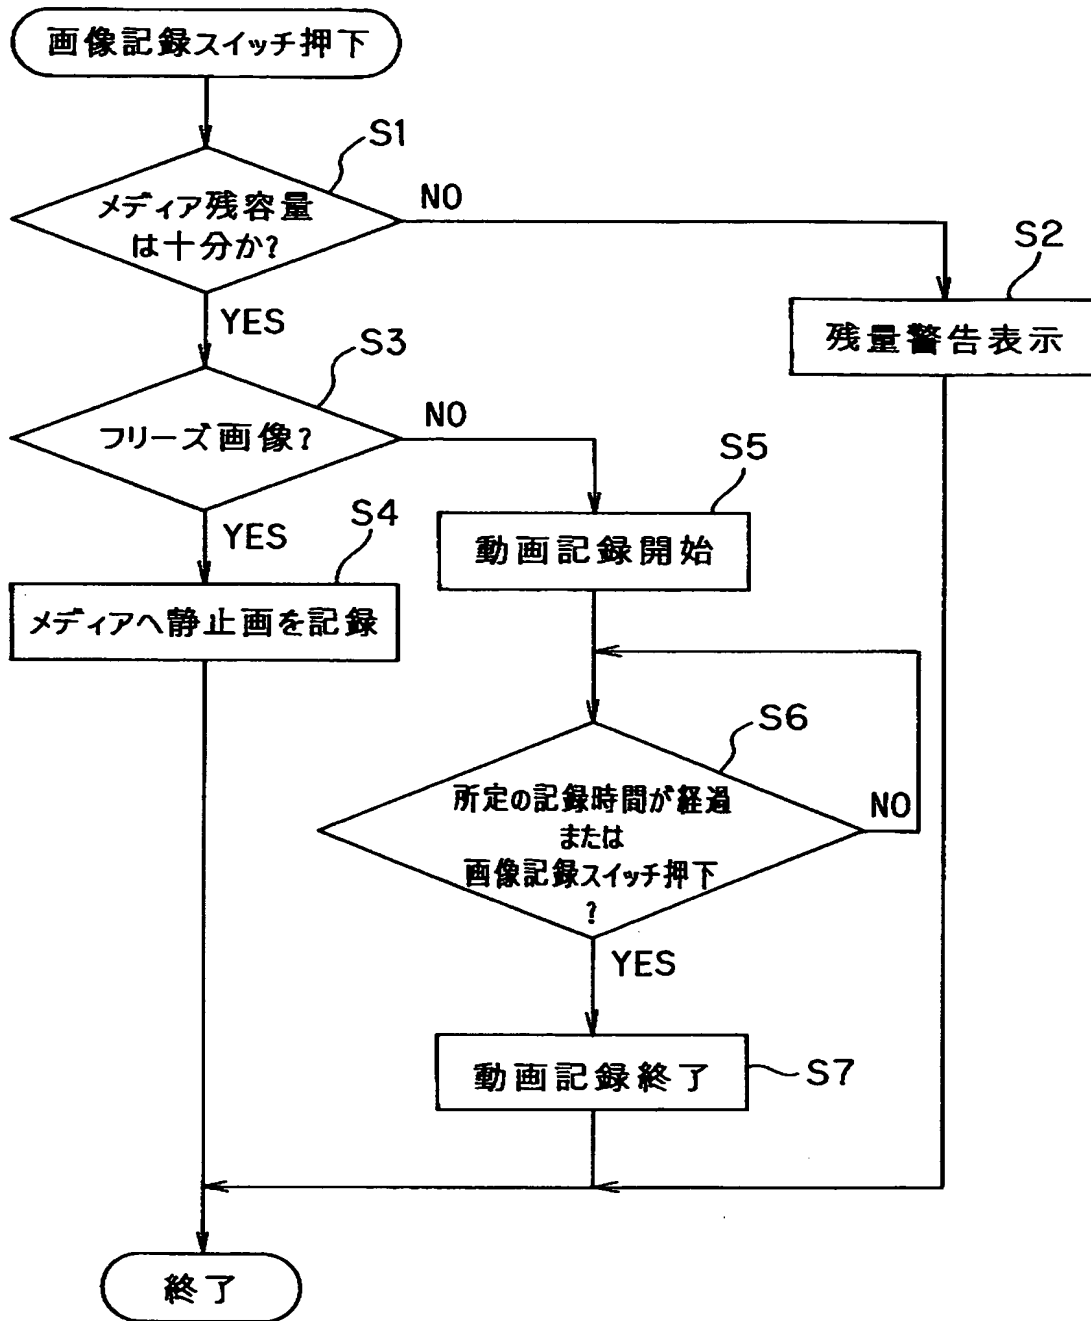 画像記録スイッチ押下
S1
メディア残容量
は十分か?
NO
S2
残量警告表示
YES
S3
フリーズ画像?
NO
S5
動画記録開始
YES
S4
メディアへ静止画を記録
S6
所定の記録時間が経過
または
画像記録スイッチ押下
?
NO
YES
動画記録終了
S7
終了